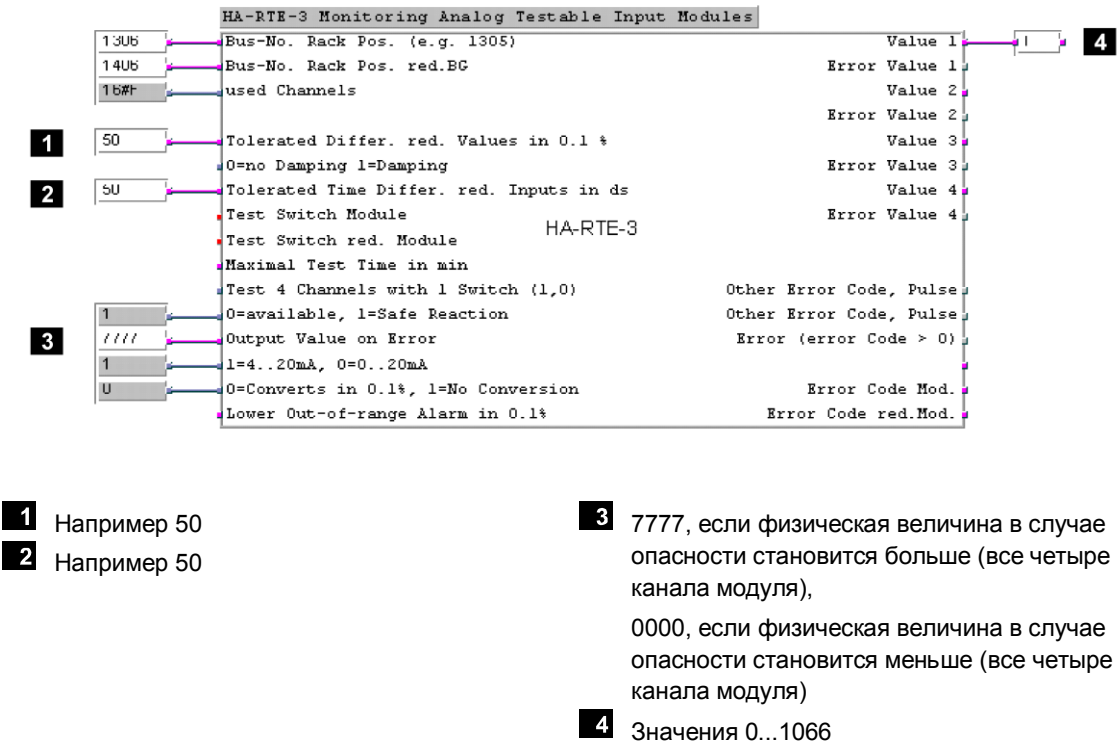 HA-RTE-3 Monitoring Analog Testable Input Modules
1306 Bus-No. Rack Pos. (e.g. 1305) Value 1 I 4
1406 Bus-No. Rack Pos. red.BG Error Value 1
16#F used Channels Value 2
Error Value 2
1 50 Tolerated Differ. red. Values in 0.1 % Value 3
0=no Damping 1=Damping Error Value 3
2 50 Tolerated Time Differ. red. Inputs in ds Value 4
Test Switch Module Error Value 4
HA-RTE-3
Test Switch red. Module
Maximal Test Time in min
Test 4 Channels with 1 Switch (1,0) Other Error Code, Pulse
1 0=available, 1=Safe Reaction Other Error Code, Pulse
3 7777 Output Value on Error Error (error Code > 0)
1 1=4..20mA, 0=0..20mA
0 0=Converts in 0.1%, 1=No Conversion Error Code Mod.
Lower Out-of-range Alarm in 0.1% Error Code red.Mod.
1 Например 50
2 Например 50
3 7777, если физическая величина в случае
опасности становится больше (все четыре
канала модуля),
0000, если физическая величина в случае
опасности становится меньше (все четыре
канала модуля)
4 Значения 0...1066